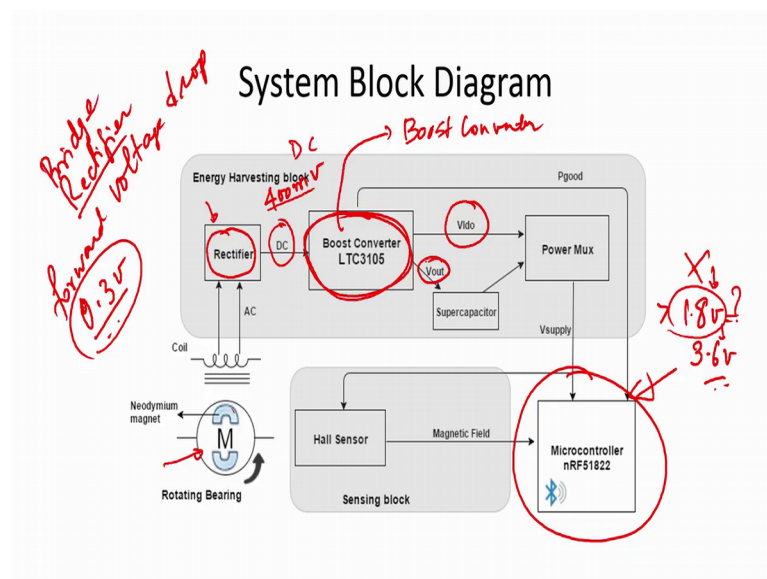 System Block Diagram
Bridge
Rectifier
Forward voltage drop
0.3v
Boost Converter
DC
400mv
Energy Harvesting block
Pgood
Rectifier
DC
Boost Converter
LTC3105
Vldo
Vout
Power Mux
Supercapacitor
AC
Vsupply
1.8v - ?
3.6v
Coil
Neodymium
magnet
M
Rotating Bearing
Hall Sensor
Magnetic Field
Sensing block
Microcontroller
nRF51822